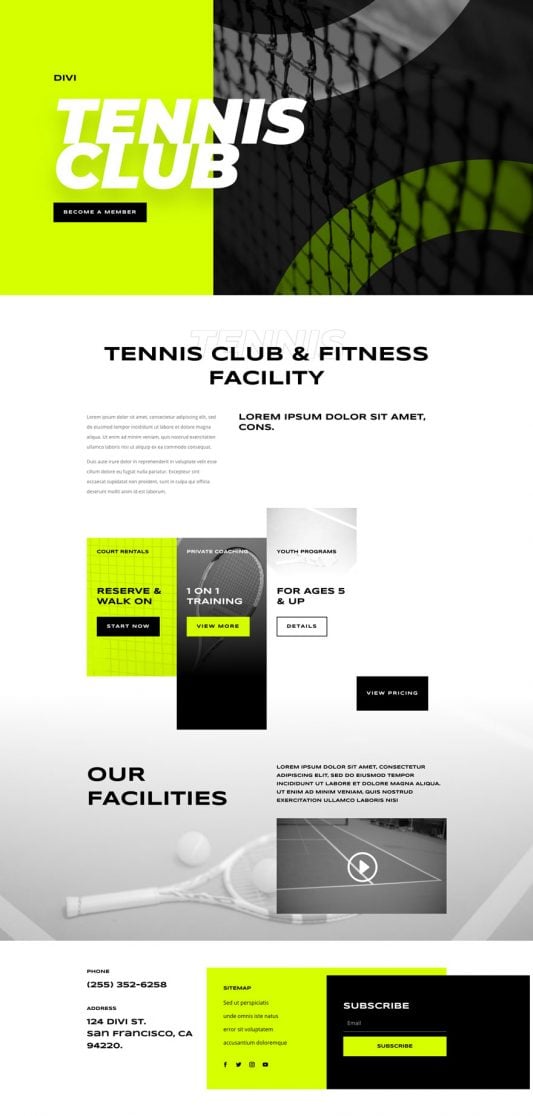 DIVI
TENNIS
CLUB
BECOME A MEMBER
TENNIS
TENNIS CLUB & FITNESS
FACILITY
Lorem ipsum dolor sit amet, consectetur adipiscing elit, sed
do eiusmod tempor incididunt ut labore et dolore magna
aliqua. Ut enim ad minim veniam, quis nostrud exercitation
ullamco laboris nisi ut aliquip ex ea commodo consequat.
Duis aute irure dolor in reprehenderit in voluptate velit esse
cillum dolore eu fugiat nulla pariatur. Excepteur sint
occaecat cupidatat non proident, sunt in culpa qui officia
deserunt mollit anim id est laborum.
LOREM IPSUM DOLOR SIT AMET,
CONS.
COURT RENTALS
RESERVE &
WALK ON
START NOW
PRIVATE COACHING
1 ON 1
TRAINING
VIEW MORE
YOUTH PROGRAMS
FOR AGES 5
& UP
DETAILS
VIEW PRICING
OUR
FACILITIES
LOREM IPSUM DOLOR SIT AMET, CONSECTETUR
ADIPISCING ELIT, SED DO EIUSMOD TEMPOR
INCIDIDUNT UT LABORE ET DOLORE MAGNA ALIQUA.
UT ENIM AD MINIM VENIAM, QUIS NOSTRUD
EXERCITATION ULLAMCO LABORIS NISI
PHONE
(255) 352-6258
ADDRESS
124 DIVI ST.
San Francisco, CA
94220.
SITEMAP
Sed ut perspiciatis
unde omnis iste natus
error sit voluptatem
accusantium doloremque
SUBSCRIBE
Email
SUBSCRIBE